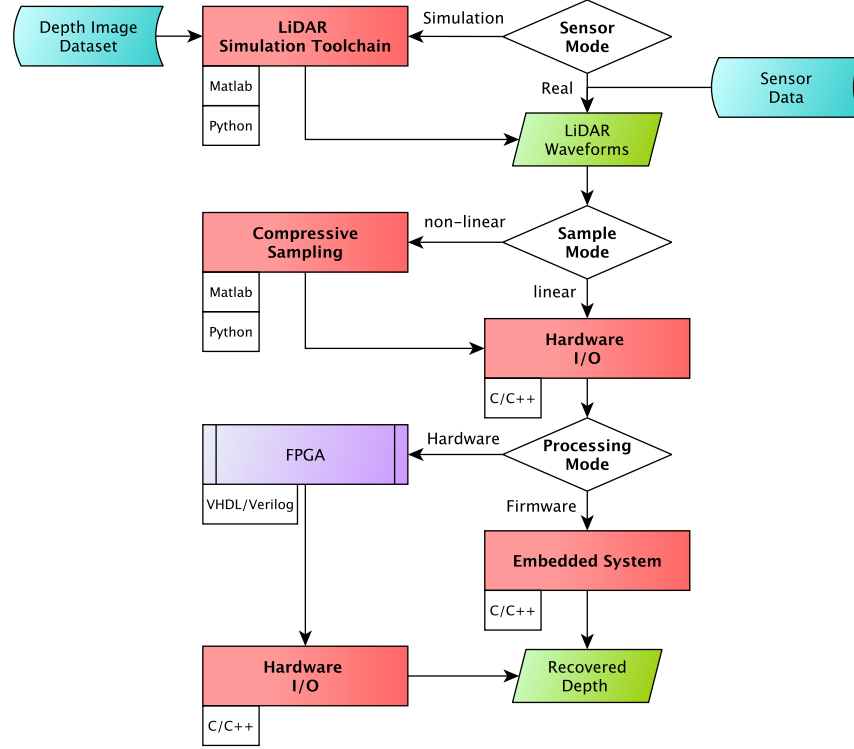 Depth Image
Dataset
LiDAR
Simulation Toolchain
Simulation
Sensor
Mode
Matlab
Python
Real
Sensor
Data
LiDAR
Waveforms
Compressive
Sampling
non-linear
Sample
Mode
Matlab
Python
linear
Hardware
I/O
C/C++
FPGA
Hardware
Processing
Mode
VHDL/Verilog
Firmware
Embedded System
C/C++
Hardware
I/O
Recovered
Depth
C/C++